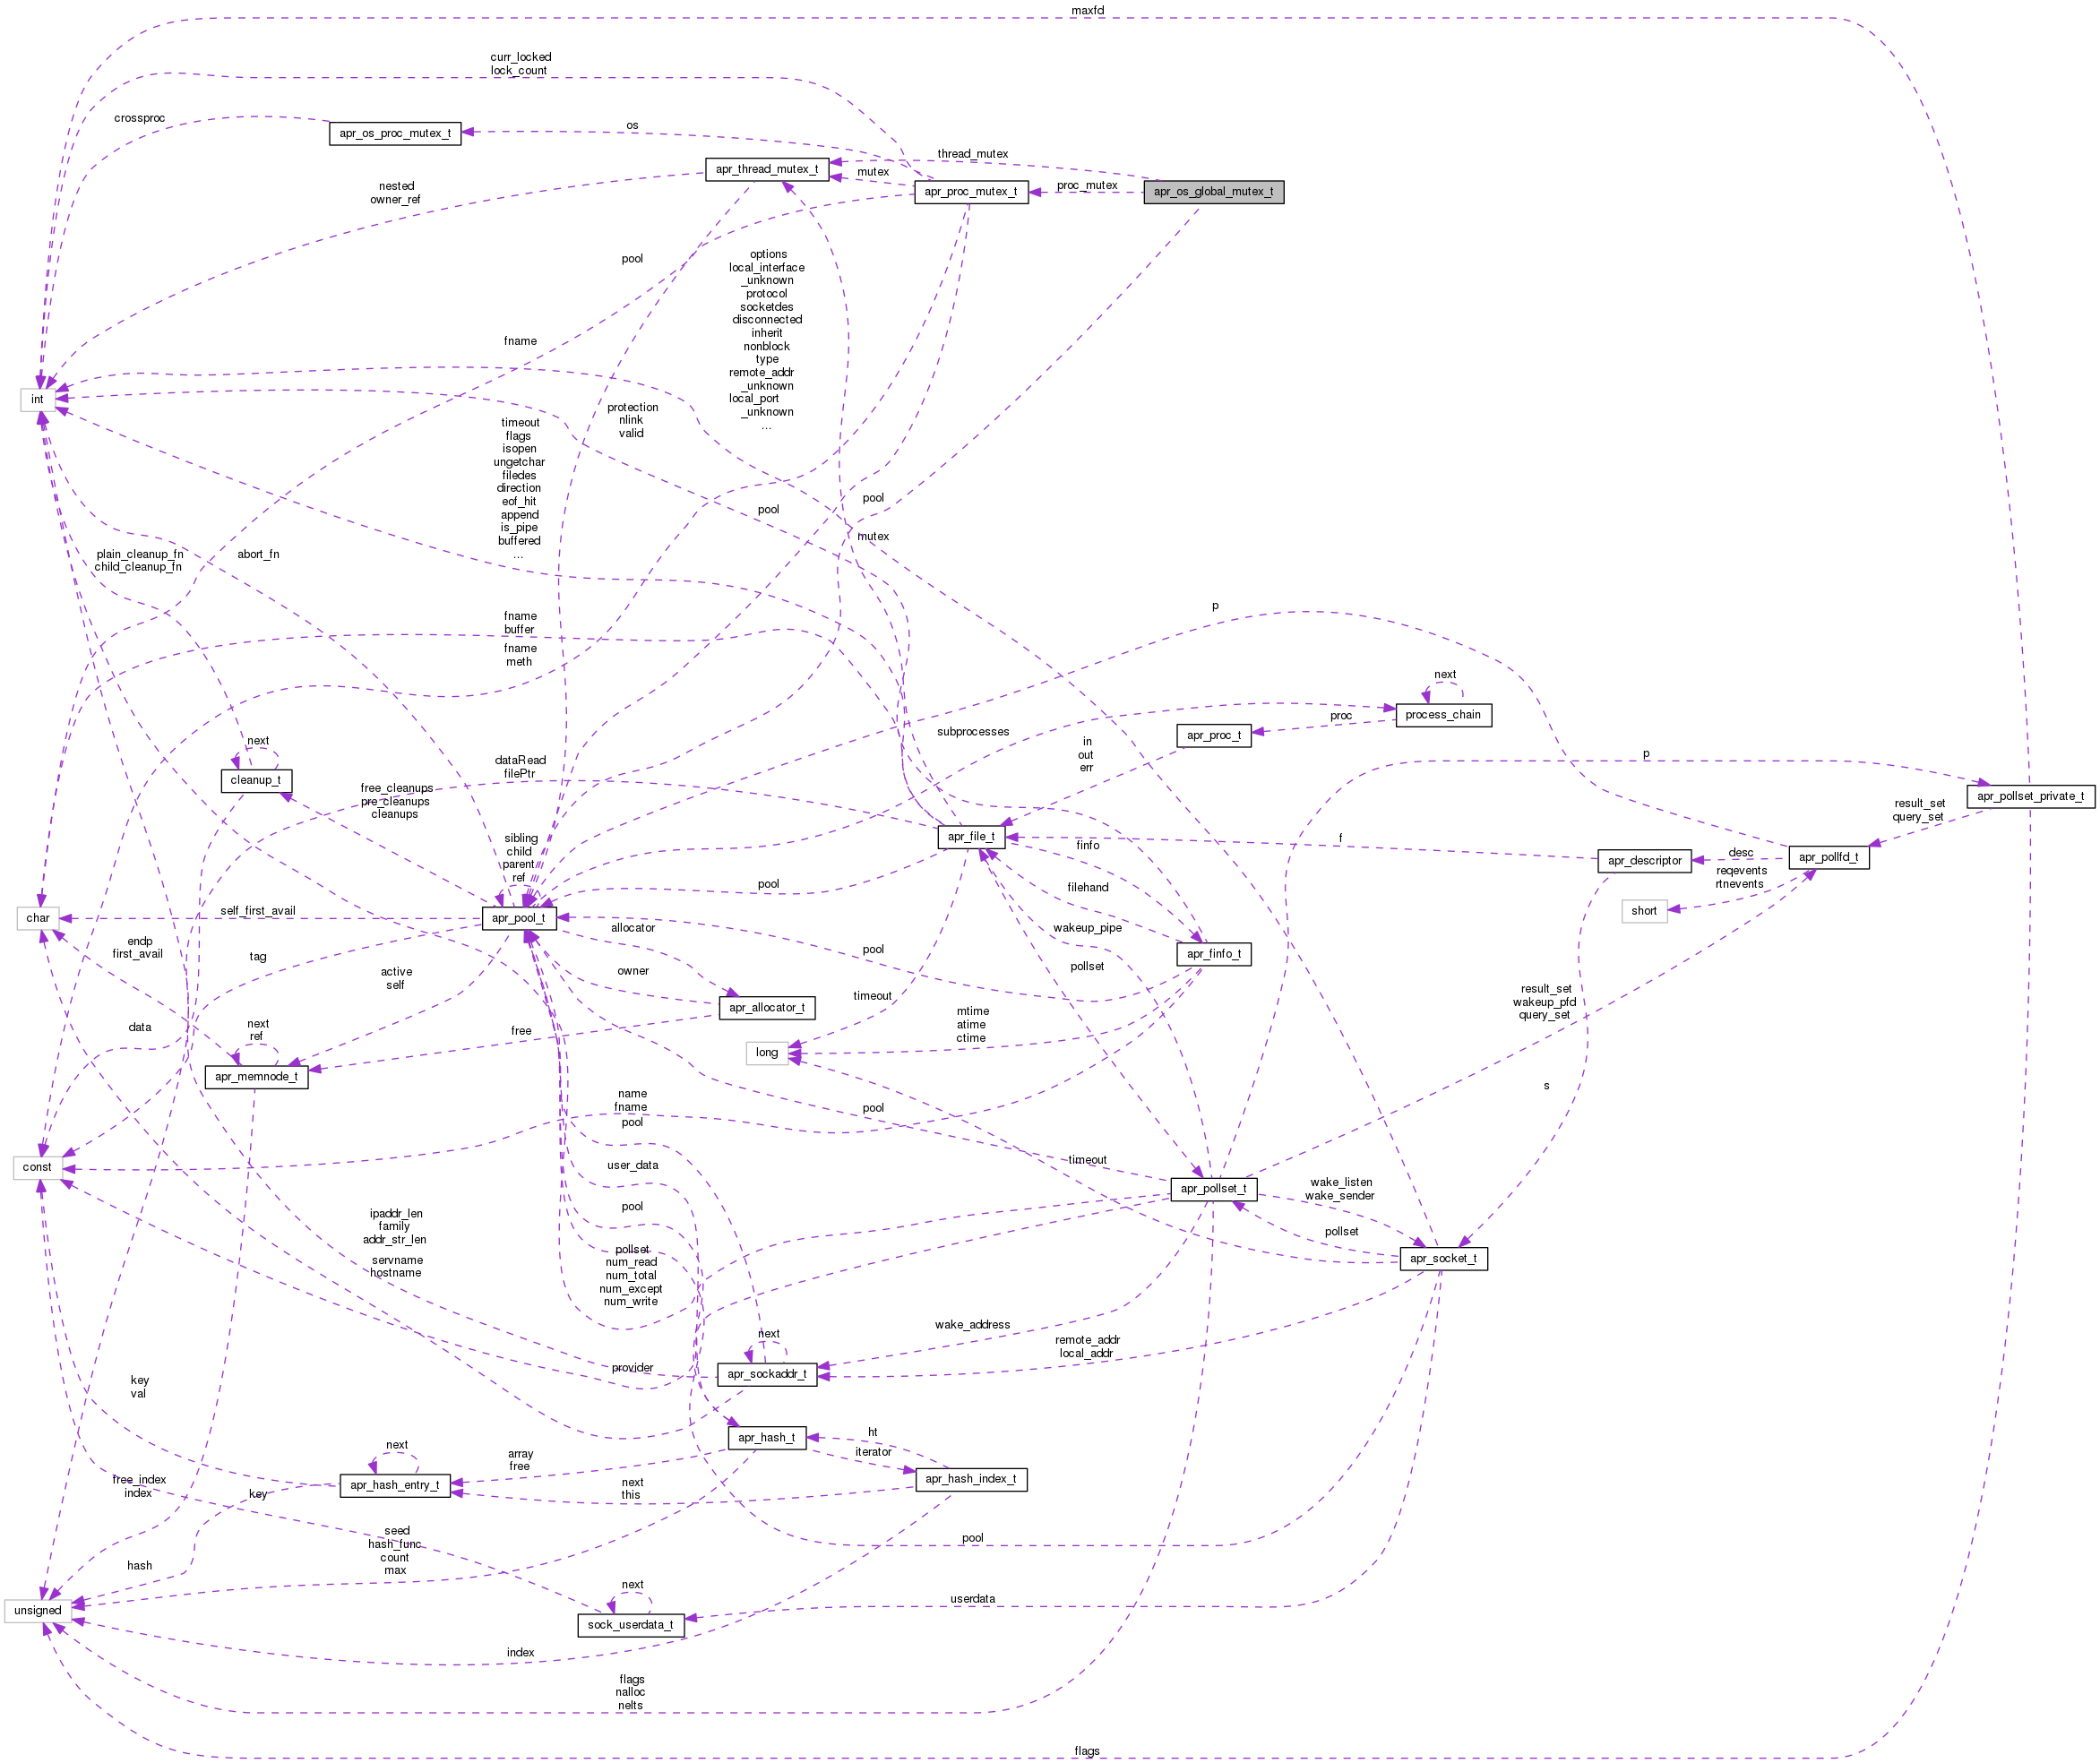 maxfd
curr_locked
lock_count
crossproc
apr_os_proc_mutex_t
os
thread_mutex
apr_thread_mutex_t
mutex
apr_proc_mutex_t
proc_mutex
apr_os_global_mutex_t
nested
owner_ref
pool
options
local_interface
_unknown
protocol
socketdes
disconnected
inherit
nonblock
type
remote_addr
_unknown
local_port
_unknown
...
fname
int
protection
nlink
valid
timeout
flags
isopen
ungetchar
filedes
direction
eof_hit
append
is_pipe
buffered
...
pool
pool
mutex
plain_cleanup_fn
child_cleanup_fn
abort_fn
fname
buffer
fname
meth
p
next
process_chain
subprocesses
proc
apr_proc_t
in
out
err
next
cleanup_t
dataRead
filePtr
free_cleanups
pre_cleanups
cleanups
p
apr_pollset_private_t
result_set
query_set
apr_file_t
f
finfo
apr_descriptor
desc
apr_pollfd_t
reqevents
rtnevents
short
sibling
child
parent
ref
pool
filehand
char
self_first_avail
apr_pool_t
allocator
wakeup_pipe
endp
first_avail
tag
active
self
owner
pool
apr_finfo_t
pollset
timeout
apr_allocator_t
result_set
wakeup_pfd
query_set
data
next
ref
free
mtime
atime
ctime
long
apr_memnode_t
s
name
fname
pool
pool
const
user_data
timeout
apr_pollset_t
wake_listen
wake_sender
pool
ipaddr_len
family
addr_str_len
servname
hostname
pollset
num_read
num_total
num_except
num_write
pollset
apr_socket_t
wake_address
next
remote_addr
local_addr
provider
apr_sockaddr_t
key
val
apr_hash_t
ht
iterator
next
array
free
apr_hash_index_t
apr_hash_entry_t
next
this
free_index
index
key
seed
hash_func
count
max
pool
hash
next
unsigned
sock_userdata_t
userdata
index
flags
nalloc
nelts
flags